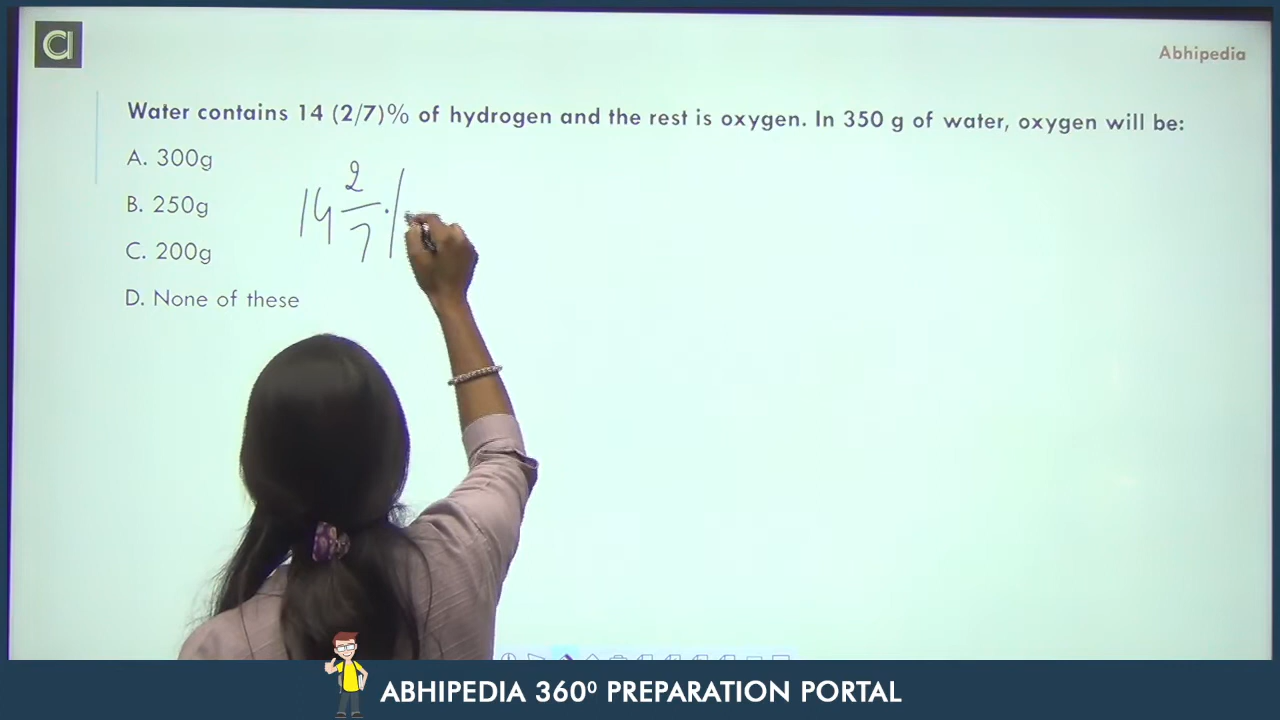 Abhipedia
Water contains 14 (2/7)% of hydrogen and the rest is oxygen. In 350 g of water, oxygen will be:
A. 300g
B. 250g
C. 200g
D. None of these
14 2/7 %
ABHIPEDIA 360⁰ PREPARATION PORTAL